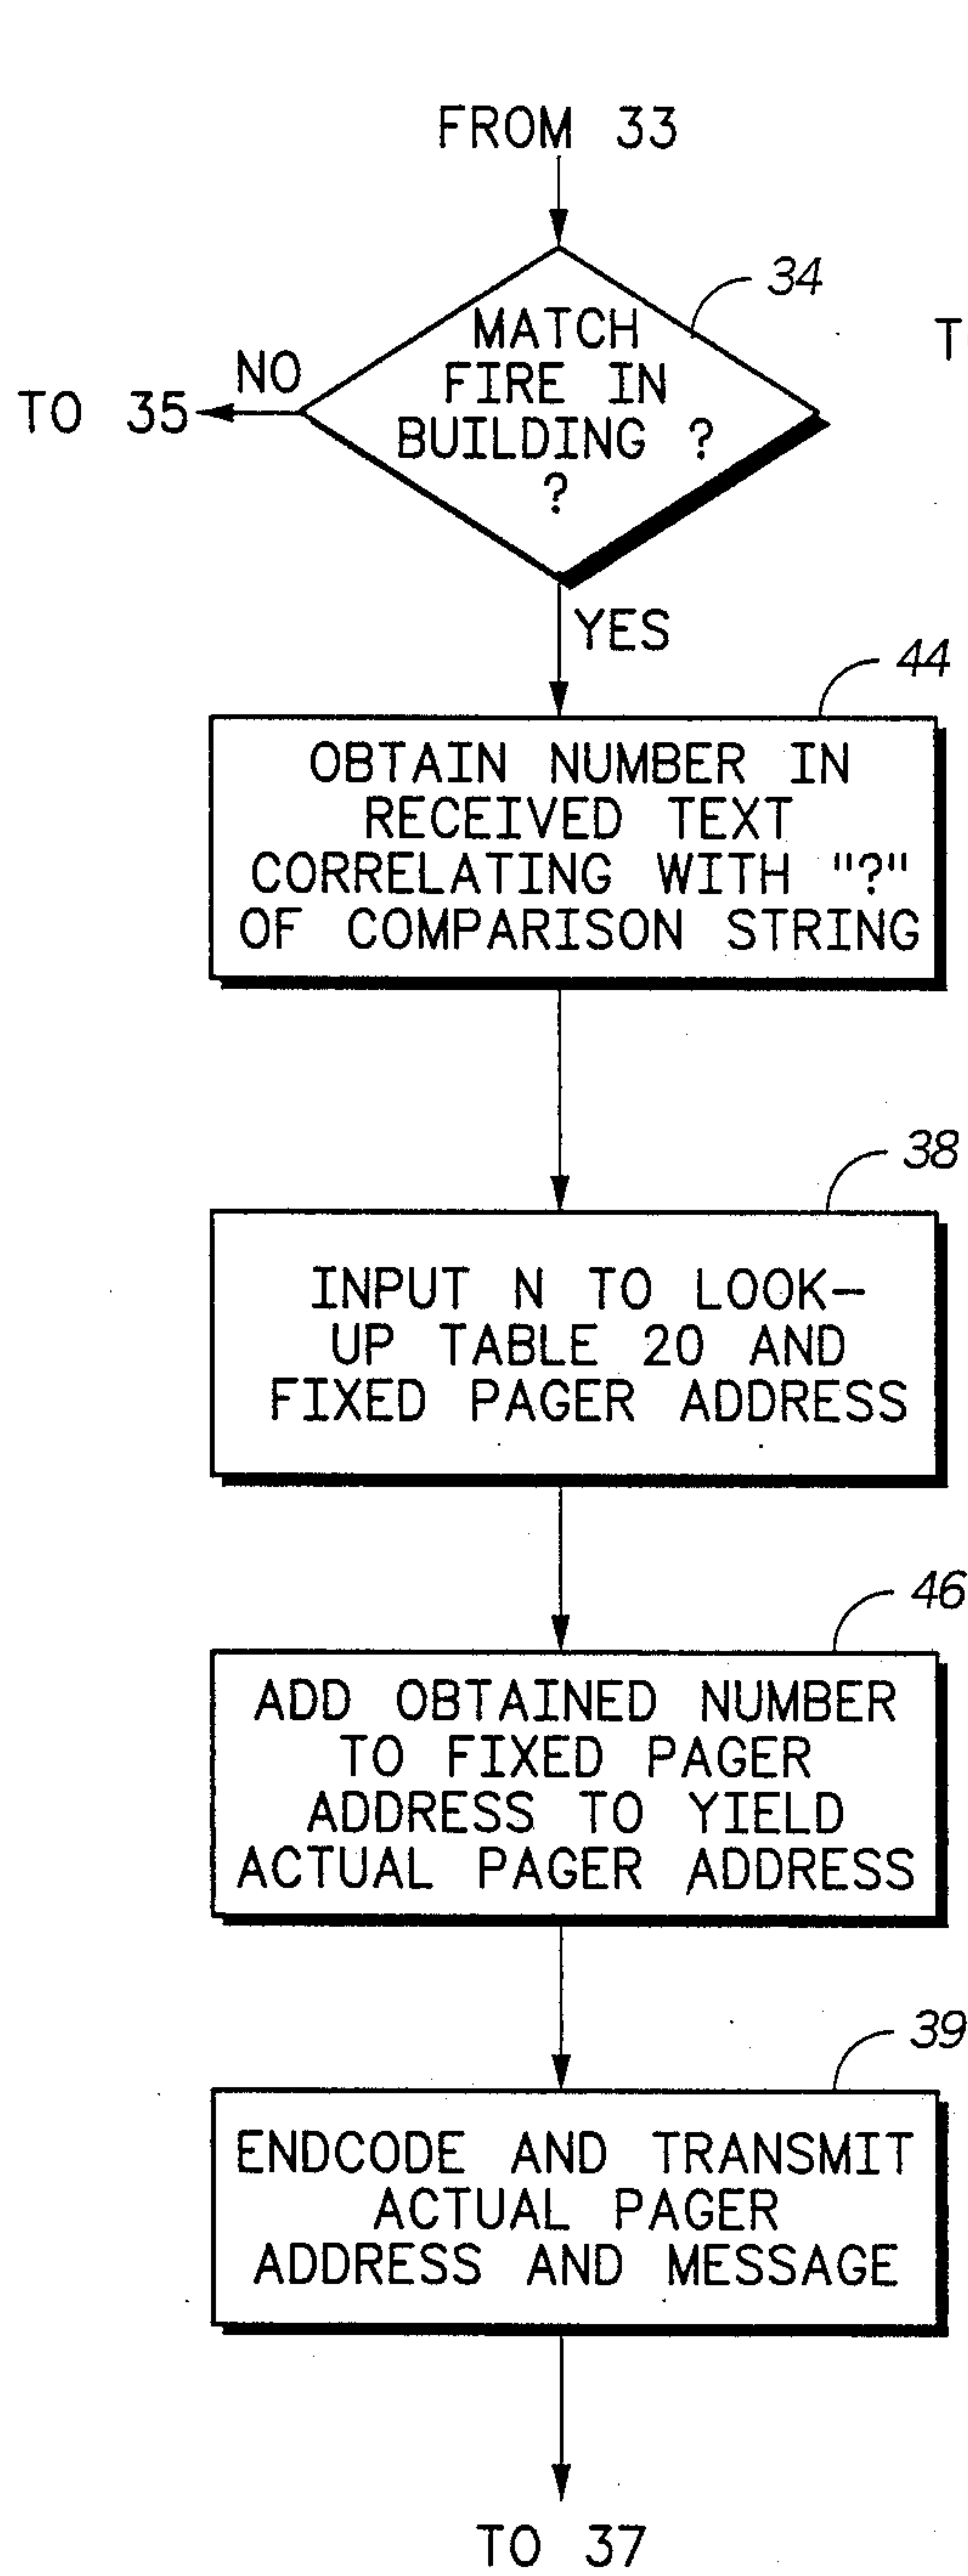 FROM 33
34
MATCH
FIRE IN
BUILDING ?
?
NO
TO 35
YES
44
OBTAIN NUMBER IN
RECEIVED TEXT
CORRELATING WITH "?"
OF COMPARISON STRING
38
INPUT N TO LOOK-
UP TABLE 20 AND
FIXED PAGER ADDRESS
46
ADD OBTAINED NUMBER
TO FIXED PAGER
ADDRESS TO YIELD
ACTUAL PAGER ADDRESS
39
ENDCODE AND TRANSMIT
ACTUAL PAGER
ADDRESS AND MESSAGE
TO 37